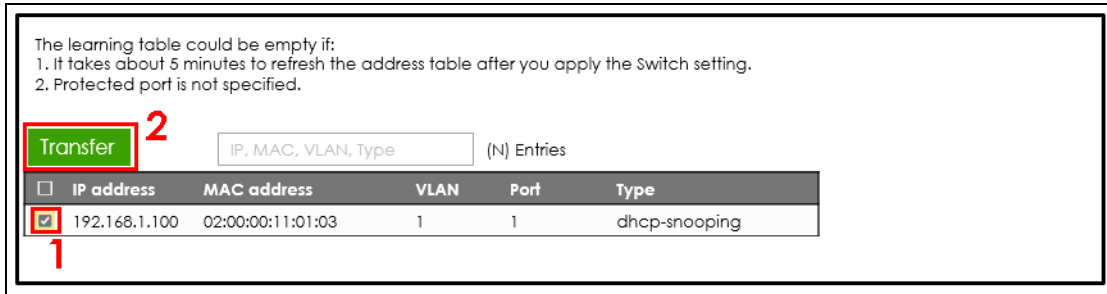 The learning table could be empty if:
1. It takes about 5 minutes to refresh the address table after you apply the Switch setting.
2. Protected port is not specified.
Transfer 2 IP, MAC, VLAN, Type (N) Entries
IP address MAC address VLAN Port Type
192.168.1.100 02:00:00:11:01:03 1 1 dhcp-snooping
1